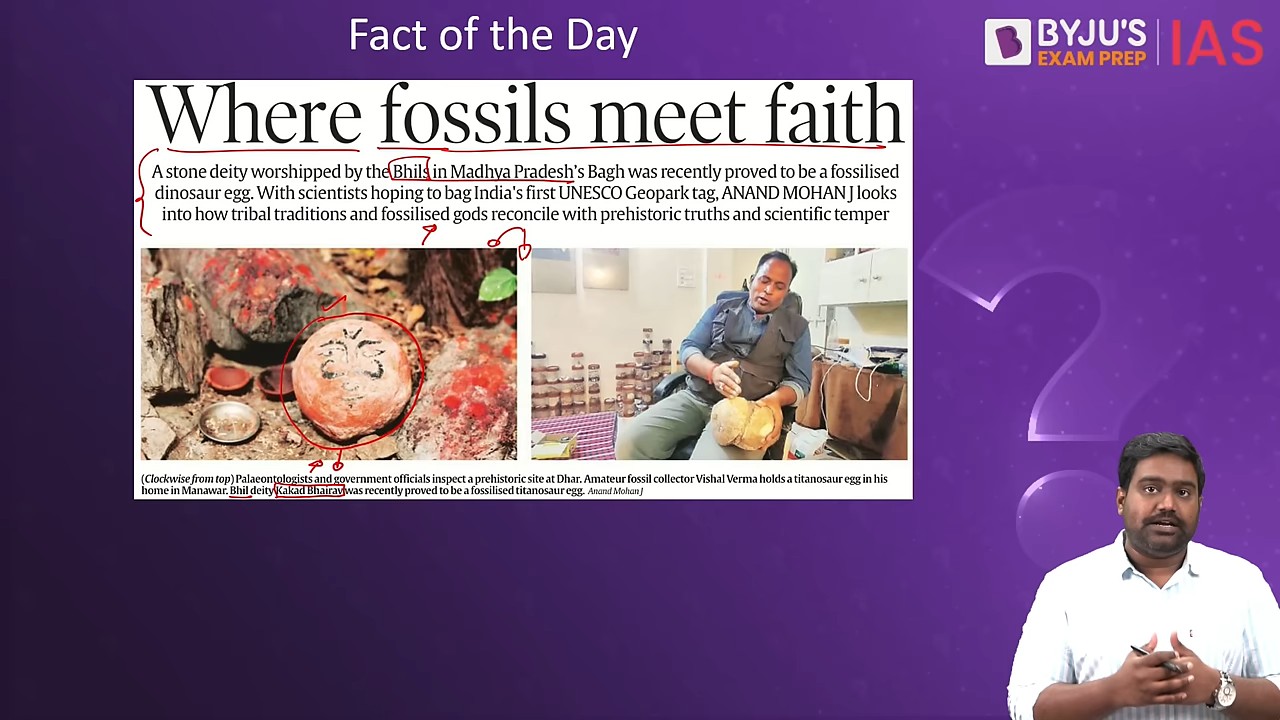 Fact of the Day
BYJU'S
EXAM PREP
IAS
Where fossils meet faith
A stone deity worshipped by the Bhils in Madhya Pradesh's Bagh was recently proved to be a fossilised
dinosaur egg. With scientists hoping to bag India's first UNESCO Geopark tag, ANAND MOHAN J looks
into how tribal traditions and fossilised gods reconcile with prehistoric truths and scientific temper
(Clockwise from top) Palaeontologists and government officials inspect a prehistoric site at Dhar. Amateur fossil collector Vishal Verma holds a titanosaur egg in his
home in Manawar. Bhil deity Kakad Bhairav was recently proved to be a fossilised titanosaur egg. Anand Mohan J